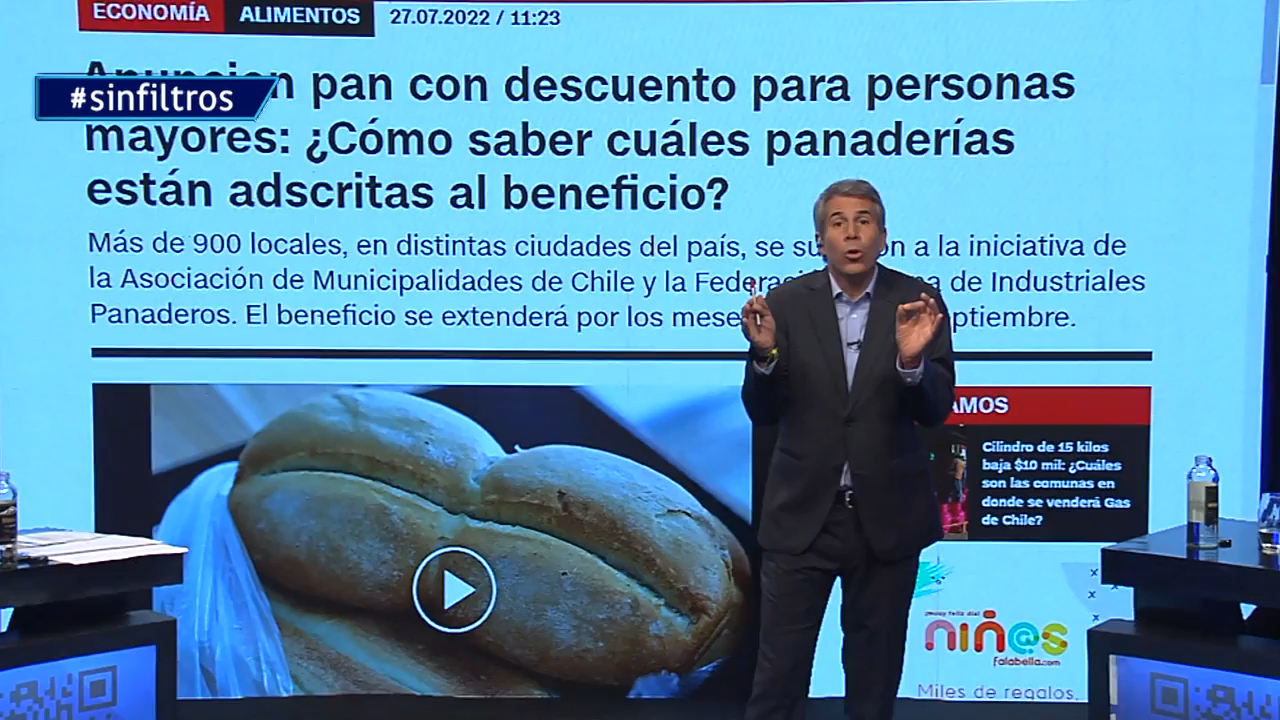 ECONOMÍA ALIMENTOS 27.07.2022 / 11:23
#sinfiltros
pan con descuento para personas
mayores: ¿Cómo saber cuáles panaderías
están adscritas al beneficio?
Más de 900 locales, en distintas ciudades del país, se su on a la iniciativa de
la Asociación de Municipalidades de Chile y la Federac a de Industriales
Panaderos. El beneficio se extenderá por los mese ptiembre.
AMOS
Cilindro de 15 kilos
baja $10 mil: ¿Cuáles
son las comunas en
donde se venderá Gas
de Chile?
¡muuy feliz día!
niñ@s
falabella.com
Miles de regalos.